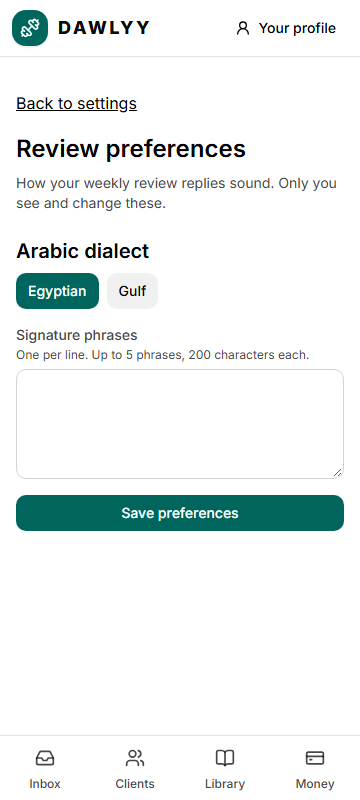 DAWLYY
Your profile
Back to settings
Review preferences
How your weekly review replies sound. Only you
see and change these.
Arabic dialect
Egyptian
Gulf
Signature phrases
One per line. Up to 5 phrases, 200 characters each.
Save preferences
Inbox
Clients
Library
Money